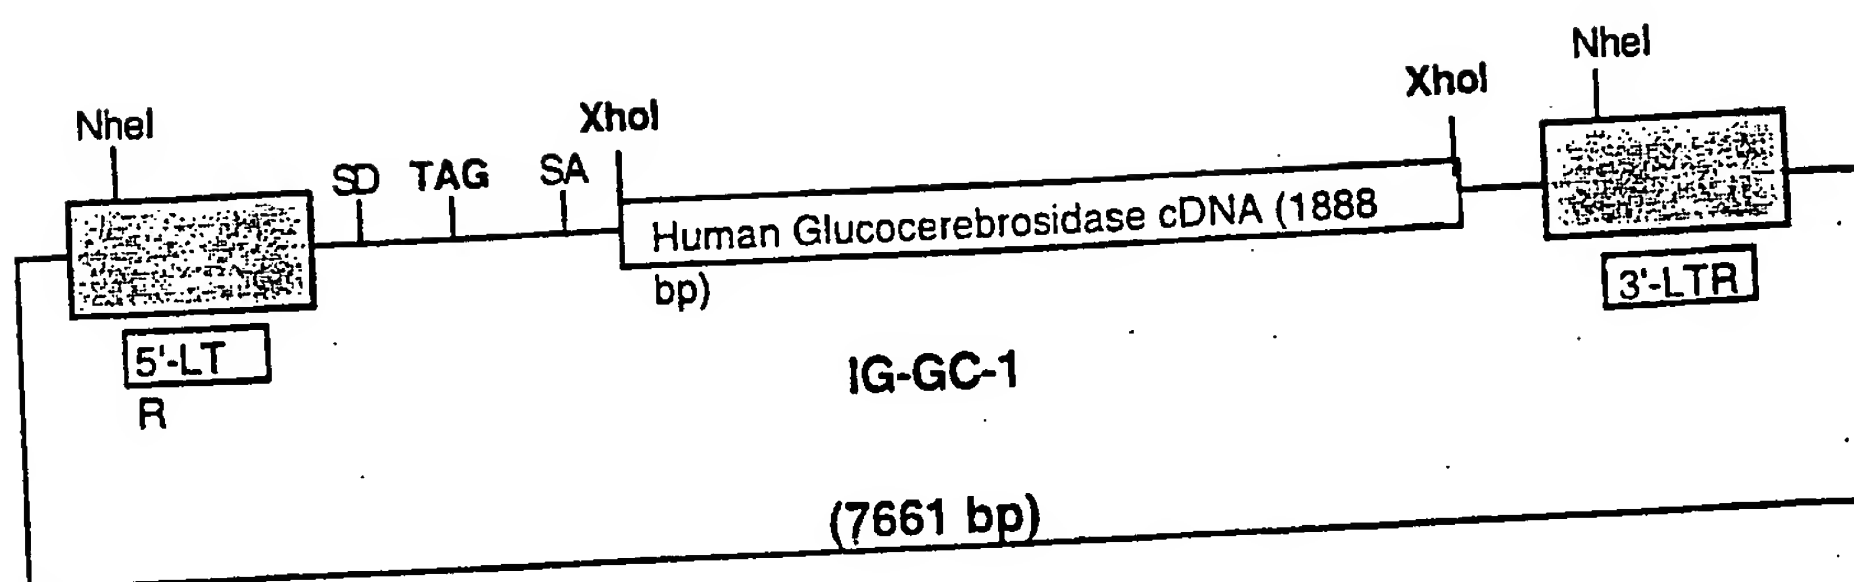 NheI
XhoI
NheI
XhoI
SD TAG SA
Human Glucocerebrosidase cDNA (1888
bp)
5'-LT
R
3'-LTR
IG-GC-1
(7661 bp)